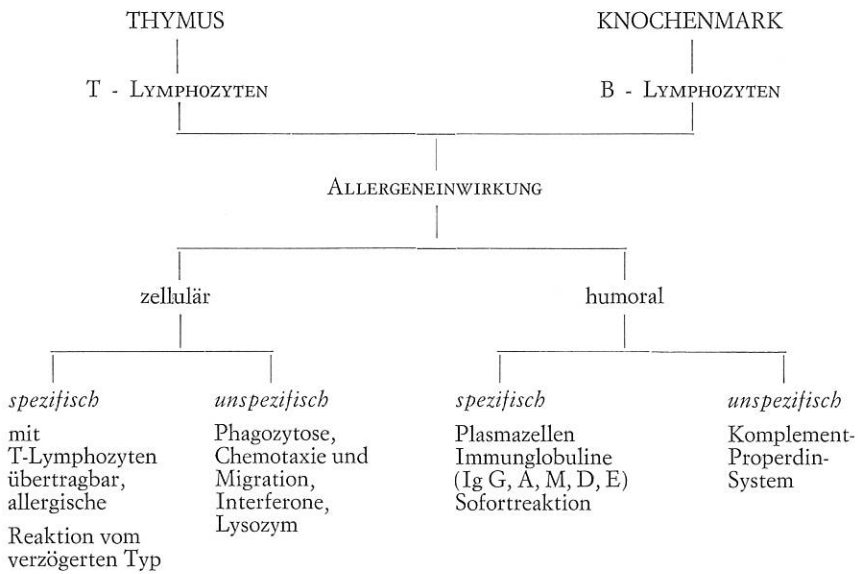 THYMUS
KNOCHENMARK
T - LYMPHOZYTEN
B - LYMPHOZYTEN
ALLERGENEINWIRKUNG
zellulär
humoral
spezifisch
mit
T-Lymphozyten
übertragbar,
allergische
Reaktion vom
verzögerten Typ
unspezifisch
Phagozytose,
Chemotaxie und
Migration,
Interferone,
Lysozym
spezifisch
Plasmazellen
Immunglobuline
(Ig G, A, M, D, E)
Sofortreaktion
unspezifisch
Komplement-
Properdin-
System